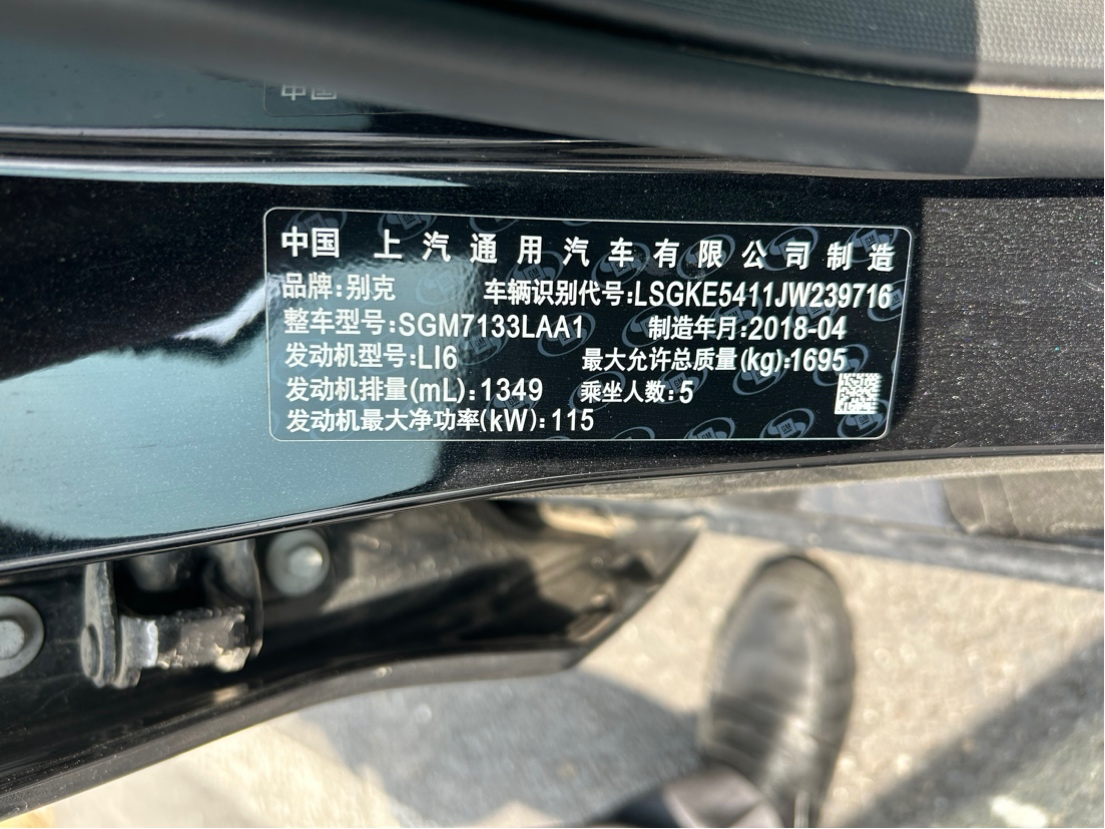 中国
中国 上汽通用汽车有限公司制造
品牌:别克 车辆识别代号:LSGKE5411JW239716
整车型号:SGM7133LAA1 制造年月:2018-04
发动机型号:LI6 最大允许总质量(kg):1695
发动机排量(mL):1349 乘坐人数:5
发动机最大净功率(kW):115